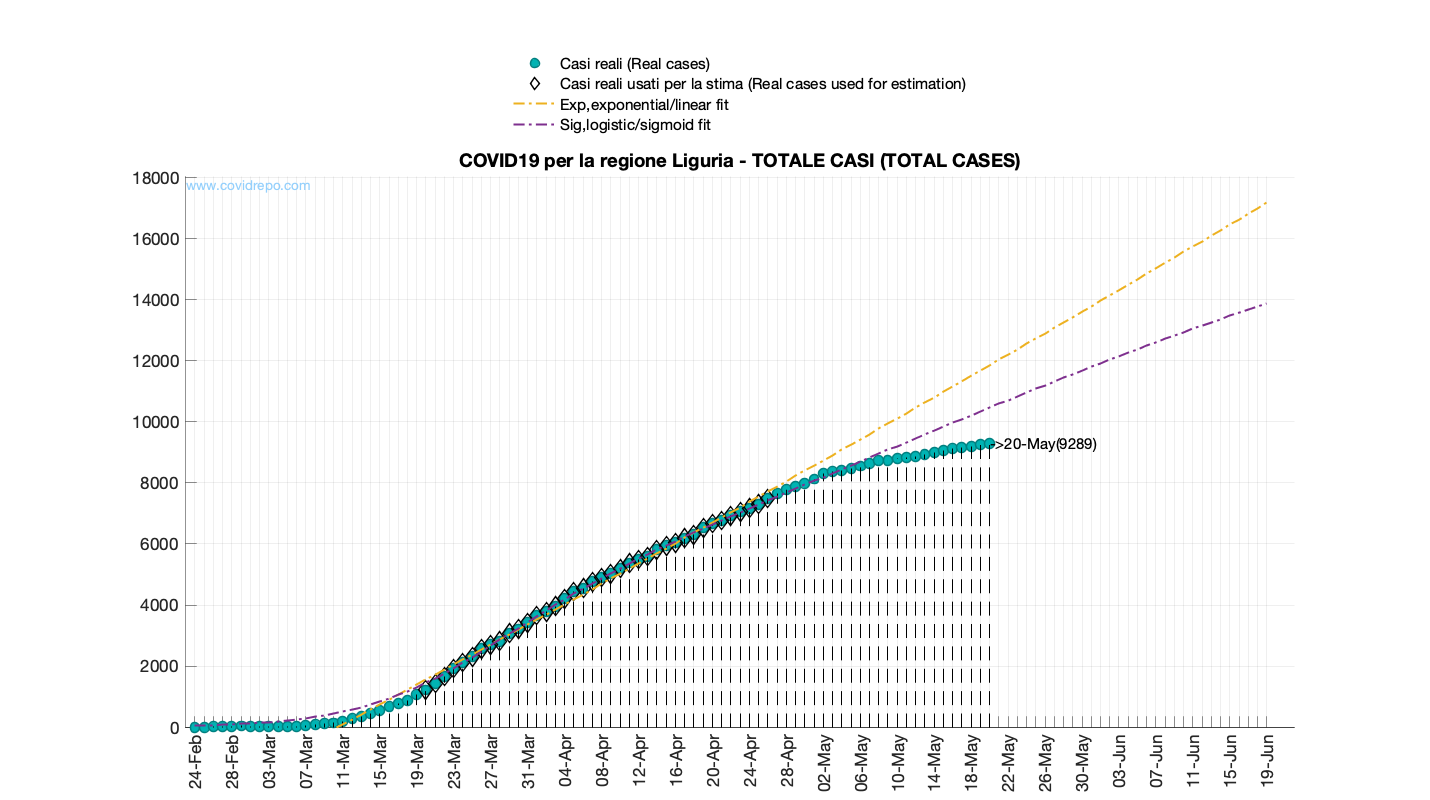 Casi reali (Real cases)
Casi reali usati per la stima (Real cases used for estimation)
Exp,exponential/linear fit
Sig,logistic/sigmoid fit
COVID19 per la regione Liguria - TOTALE CASI (TOTAL CASES)
www.covidrepo.com
18000
16000
14000
12000
10000
8000
6000
4000
2000
0
->20-May(9289)
24-Feb
28-Feb
03-Mar
07-Mar
11-Mar
15-Mar
19-Mar
23-Mar
27-Mar
31-Mar
04-Apr
08-Apr
12-Apr
16-Apr
20-Apr
24-Apr
28-Apr
02-May
06-May
10-May
14-May
18-May
22-May
26-May
30-May
03-Jun
07-Jun
11-Jun
15-Jun
19-Jun